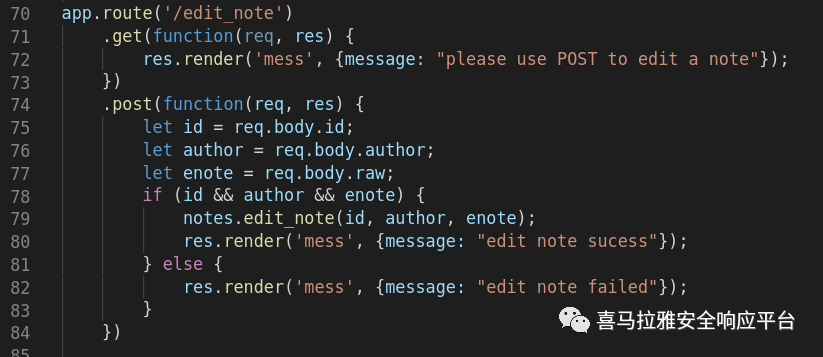 70 app.route('/edit_note')
71 .get(function(req, res) {
72 res.render('mess', {message: "please use POST to edit a note"});
73 })
74 .post(function(req, res) {
75 let id = req.body.id;
76 let author = req.body.author;
77 let enote = req.body.raw;
78 if (id && author && enote) {
79 notes.edit_note(id, author, enote);
80 res.render('mess', {message: "edit note sucess"});
81 } else {
82 res.render('mess', {message: "edit note failed"});
83 }
84 })
85
喜马拉雅安全响应平台